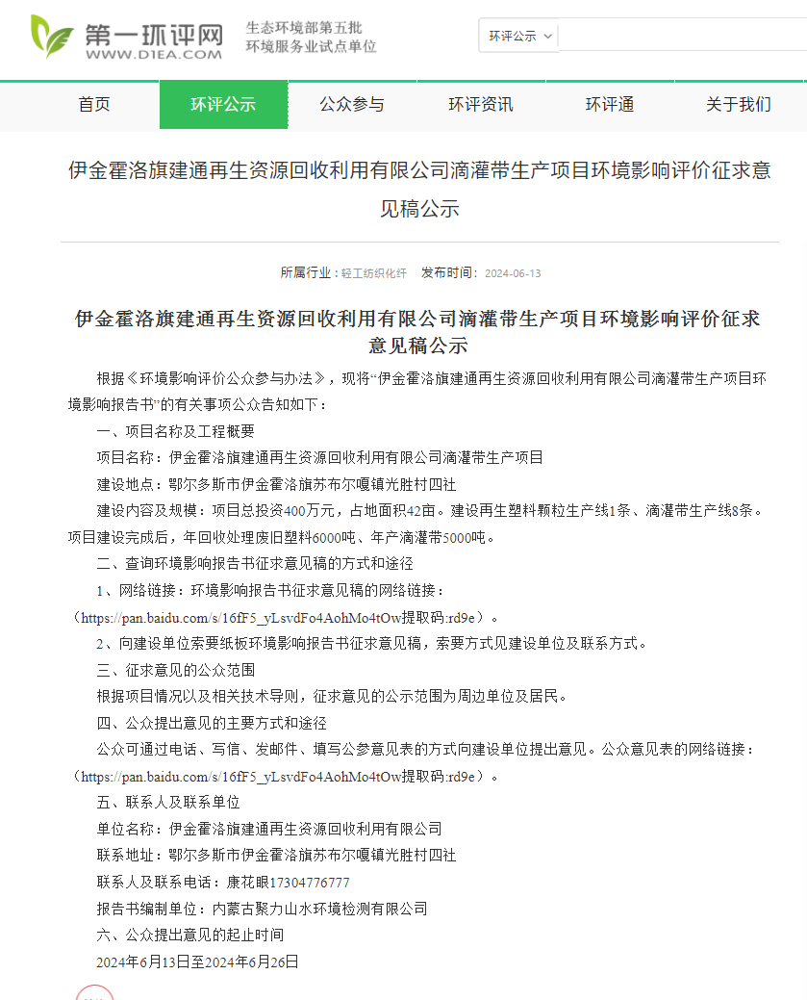 第一环评网
WWW.D1EA.COM
生态环境部第五批
环境服务业试点单位
环评公示
首页 环评公示 公众参与 环评资讯 环评通 关于我们
伊金霍洛旗建通再生资源回收利用有限公司滴灌带生产项目环境影响评价征求意
见稿公示
所属行业：轻工纺织化纤 发布时间：2024-06-13
伊金霍洛旗建通再生资源回收利用有限公司滴灌带生产项目环境影响评价征求
意见稿公示
根据《环境影响评价公众参与办法》，现将“伊金霍洛旗建通再生资源回收利用有限公司滴灌带生产项目环
境影响报告书”的有关事项公众告知如下：
一、项目名称及工程概要
项目名称：伊金霍洛旗建通再生资源回收利用有限公司滴灌带生产项目
建设地点：鄂尔多斯市伊金霍洛旗苏布尔嘎镇光胜村四社
建设内容及规模：项目总投资400万元，占地面积42亩。建设再生塑料颗粒生产线1条、滴灌带生产线8条。
项目建设完成后，年回收处理废旧塑料6000吨、年产滴灌带5000吨。
二、查询环境影响报告书征求意见稿的方式和途径
1、网络链接：环境影响报告书征求意见稿的网络链接：
（https://pan.baidu.com/s/16fF5_yLsvdFo4AohMo4tOw提取码:rd9e）。
2、向建设单位索要纸板环境影响报告书征求意见稿，索要方式见建设单位及联系方式。
三、征求意见的公众范围
根据项目情况以及相关技术导则，征求意见的公示范围为周边单位及居民。
四、公众提出意见的主要方式和途径
公众可通过电话、写信、发邮件、填写公参意见表的方式向建设单位提出意见。公众意见表的网络链接：
（https://pan.baidu.com/s/16fF5_yLsvdFo4AohMo4tOw提取码:rd9e）。
五、联系人及联系单位
单位名称：伊金霍洛旗建通再生资源回收利用有限公司
联系地址：鄂尔多斯市伊金霍洛旗苏布尔嘎镇光胜村四社
联系人及联系电话：康花眼17304776777
报告书编制单位：内蒙古聚力山水环境检测有限公司
六、公众提出意见的起止时间
2024年6月13日至2024年6月26日